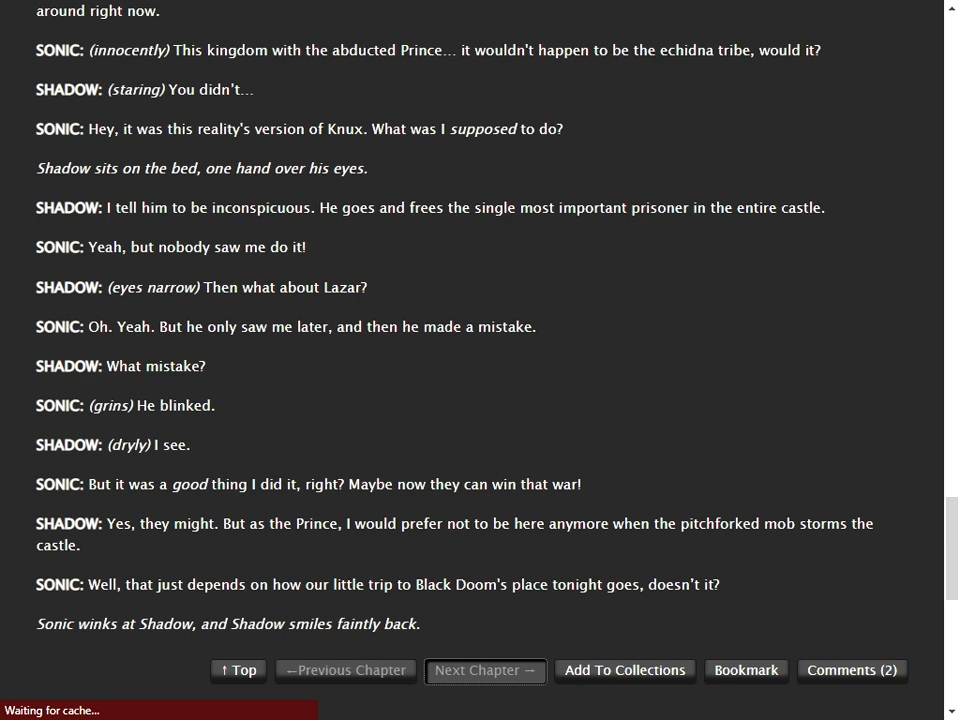 around right now.
SONIC: (innocently) This kingdom with the abducted Prince… it wouldn't happen to be the echidna tribe, would it?
SHADOW: (staring) You didn't…
SONIC: Hey, it was this reality's version of Knux. What was I supposed to do?
Shadow sits on the bed, one hand over his eyes.
SHADOW: I tell him to be inconspicuous. He goes and frees the single most important prisoner in the entire castle.
SONIC: Yeah, but nobody saw me do it!
SHADOW: (eyes narrow) Then what about Lazar?
SONIC: Oh. Yeah. But he only saw me later, and then he made a mistake.
SHADOW: What mistake?
SONIC: (grins) He blinked.
SHADOW: (dryly) I see.
SONIC: But it was a good thing I did it, right? Maybe now they can win that war!
SHADOW: Yes, they might. But as the Prince, I would prefer not to be here anymore when the pitchforked mob storms the
castle.
SONIC: Well, that just depends on how our little trip to Black Doom's place tonight goes, doesn't it?
Sonic winks at Shadow, and Shadow smiles faintly back.
↑ Top ←Previous Chapter Next Chapter → Add To Collections Bookmark Comments (2)
Waiting for cache...